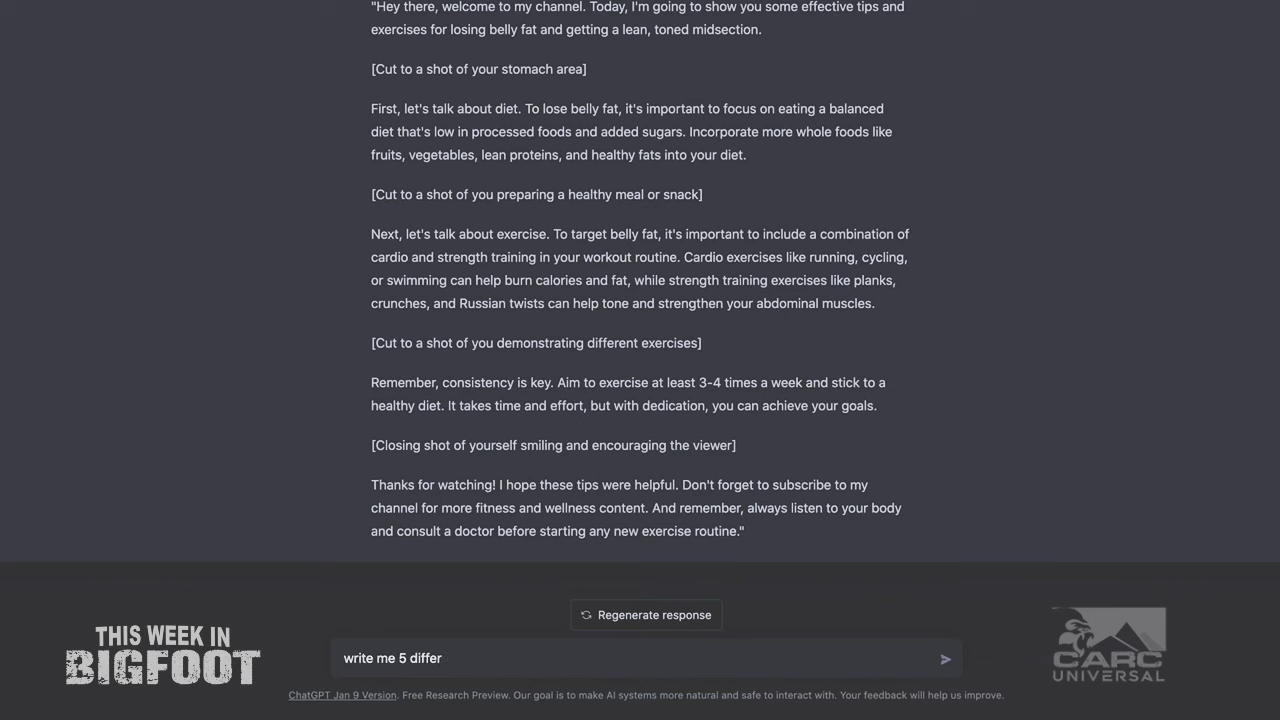 "Hey there, welcome to my channel. Today, I'm going to show you some effective tips and
exercises for losing belly fat and getting a lean, toned midsection.
[Cut to a shot of your stomach area]
First, let's talk about diet. To lose belly fat, it's important to focus on eating a balanced
diet that's low in processed foods and added sugars. Incorporate more whole foods like
fruits, vegetables, lean proteins, and healthy fats into your diet.
[Cut to a shot of you preparing a healthy meal or snack]
Next, let's talk about exercise. To target belly fat, it's important to include a combination of
cardio and strength training in your workout routine. Cardio exercises like running, cycling,
or swimming can help burn calories and fat, while strength training exercises like planks,
crunches, and Russian twists can help tone and strengthen your abdominal muscles.
[Cut to a shot of you demonstrating different exercises]
Remember, consistency is key. Aim to exercise at least 3-4 times a week and stick to a
healthy diet. It takes time and effort, but with dedication, you can achieve your goals.
[Closing shot of yourself smiling and encouraging the viewer]
Thanks for watching! I hope these tips were helpful. Don't forget to subscribe to my
channel for more fitness and wellness content. And remember, always listen to your body
and consult a doctor before starting any new exercise routine."
Regenerate response
THIS WEEK IN
BIGFOOT
write me 5 differ
CARC
UNIVERSAL
ChatGPT Jan 9 Version. Free Research Preview. Our goal is to make AI systems more natural and safe to interact with. Your feedback will help us improve.